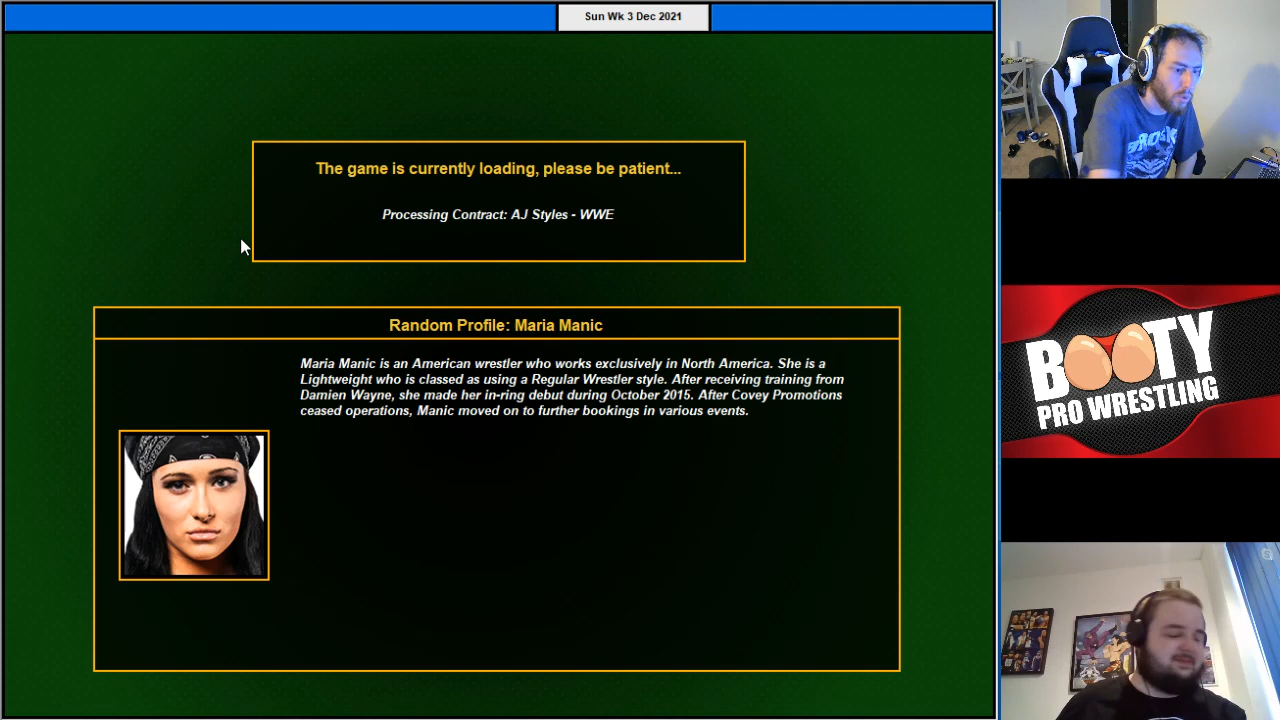 Sun Wk 3 Dec 2021
The game is currently loading, please be patient...
Processing Contract: AJ Styles - WWE
Random Profile: Maria Manic
Maria Manic is an American wrestler who works exclusively in North America. She is a
Lightweight who is classed as using a Regular Wrestler style. After receiving training from
Damien Wayne, she made her in-ring debut during October 2015. After Covey Promotions
ceased operations, Manic moved on to further bookings in various events.
BOOTY
PRO WRESTLING